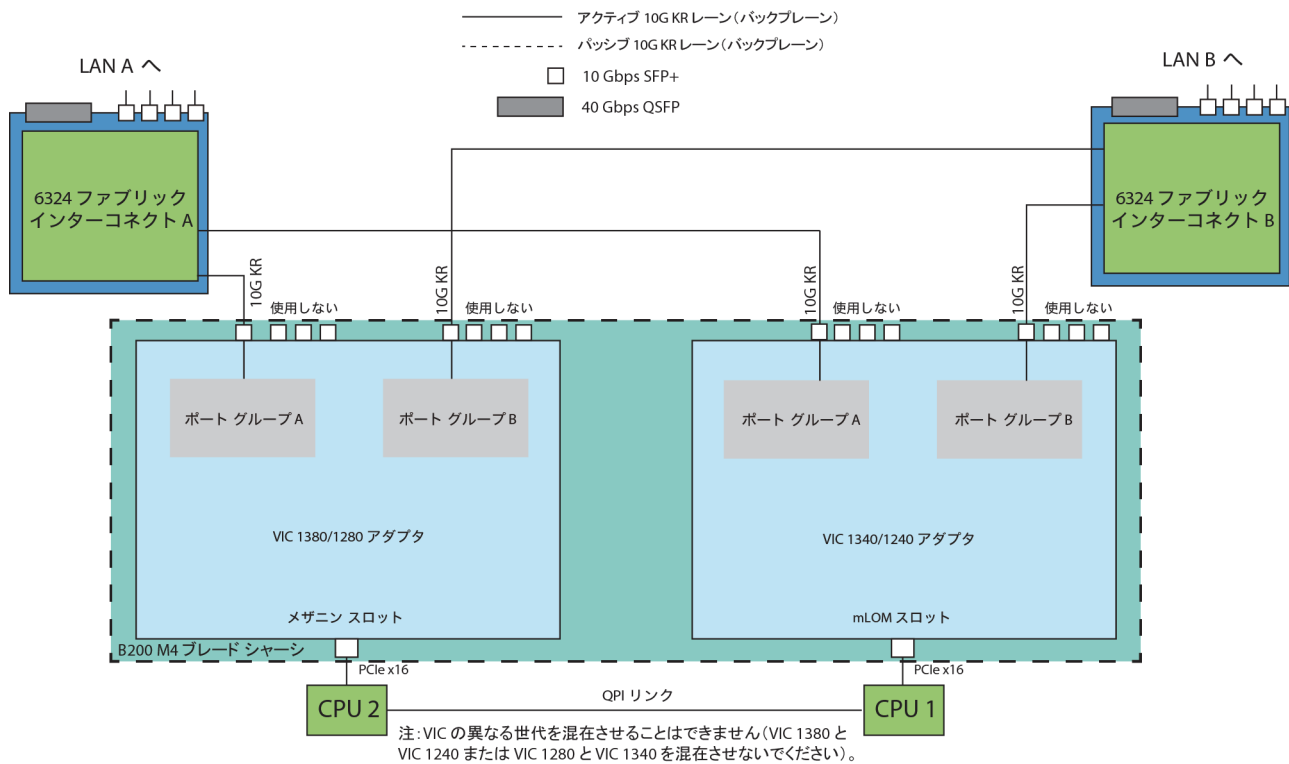 アクティブ 10G KR レーン(バックプレーン)
パッシブ 10G KR レーン(バックプレーン)
10 Gbps SFP+
40 Gbps QSFP
LAN A へ
LAN B へ
6324 ファブリック
インターコネクト A
6324 ファブリック
インターコネクト B
10G KR
使用しない
10G KR
使用しない
10G KR
使用しない
10G KR
使用しない
ポート グループ A
ポート グループ B
ポート グループ A
ポート グループ B
VIC 1380/1280 アダプタ
VIC 1340/1240 アダプタ
メザニン スロット
mLOM スロット
B200 M4 ブレード シャーシ
PCIe x16
PCIe x16
CPU 2
QPI リンク
CPU 1
注:VIC の異なる世代を混在させることはできません(VIC 1380 と
VIC 1240 または VIC 1280 と VIC 1340 を混在させないでください)。